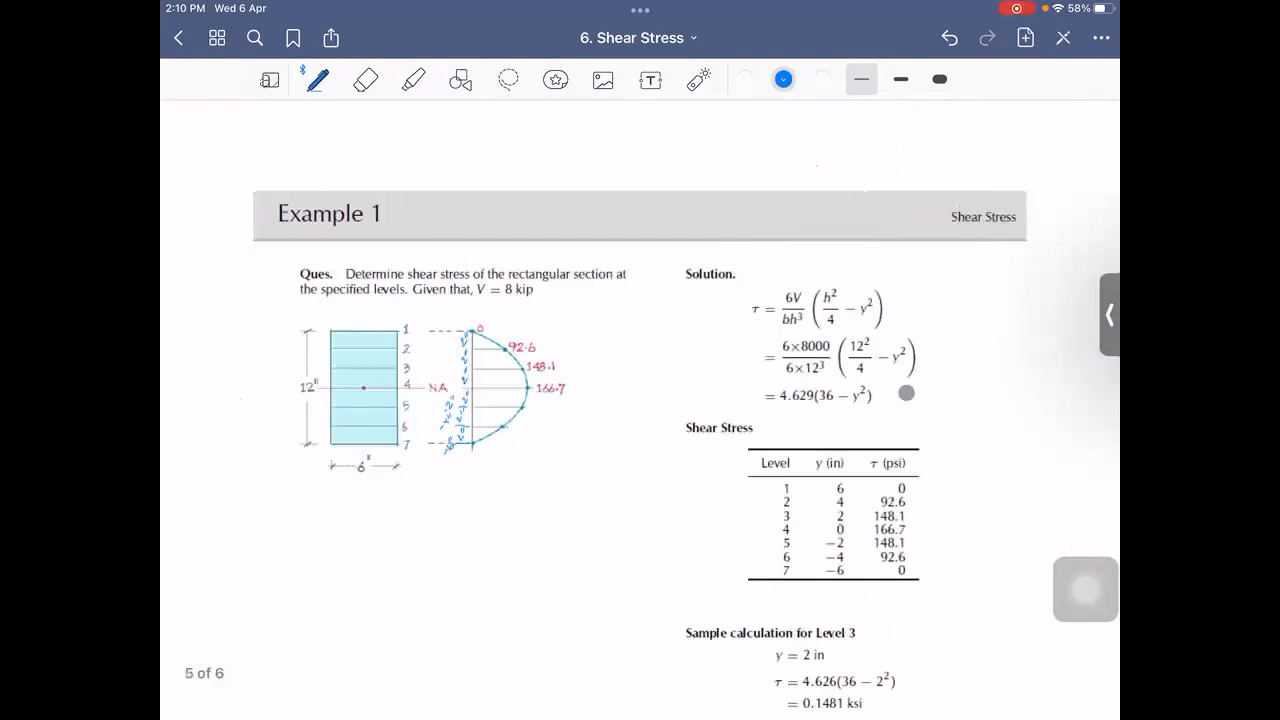 2:10 PM Wed 6 Apr
58%
6. Shear Stress
T
Example 1
Shear Stress
Ques. Determine shear stress of the rectangular section at
the specified levels. Given that, V = 8 kip
12"
6"
1
2
3
4
5
6
7
NA
0
92.6
148.1
166.7
Solution.
τ = 6V/bh³ (h²/4 − y²)
= 6×8000/6×12³ (12²/4 − y²)
= 4.629(36 − y²)
Shear Stress
Level y (in) τ (psi)
1 6 0
2 4 92.6
3 2 148.1
4 0 166.7
5 −2 148.1
6 −4 92.6
7 −6 0
Sample calculation for Level 3
y = 2 in
τ = 4.626(36 − 2²)
= 0.1481 ksi
5 of 6